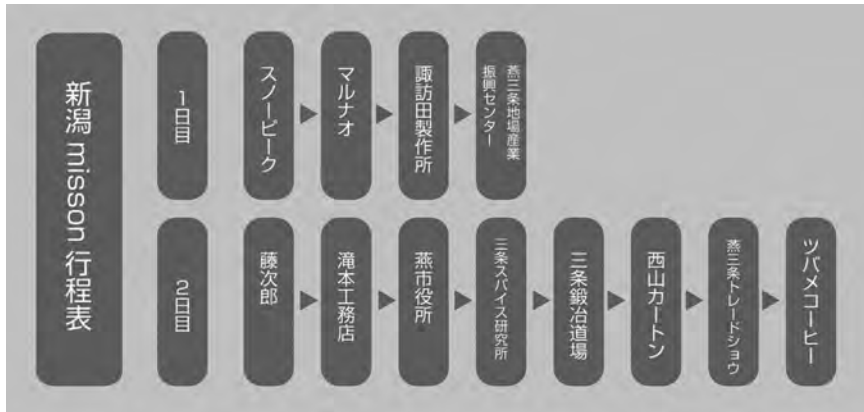 新潟 misson 行程表
1日目
スノーピーク
マルナオ
諏訪田製作所
燕三条地場産業
振興センター
2日目
藤次郎
滝本工務店
燕市役所
三条スパイス研究所
三条鍛冶道場
西山カートン
燕三条トレードショウ
ツバメコーヒー